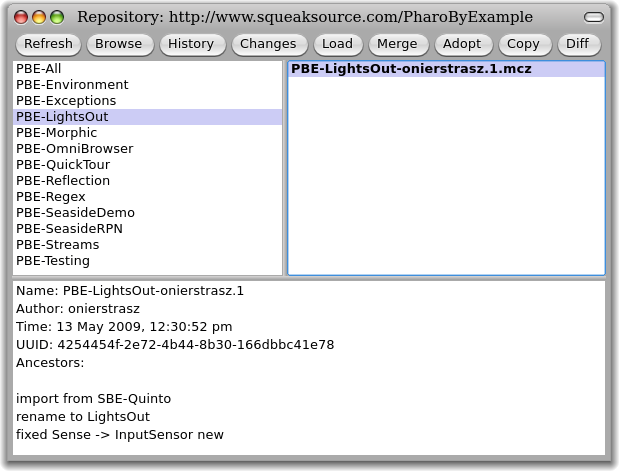 Repository: http://www.squeaksource.com/PharoByExample
Refresh Browse History Changes Load Merge Adopt Copy Diff
PBE-All
PBE-Environment
PBE-Exceptions
PBE-LightsOut
PBE-Morphic
PBE-OmniBrowser
PBE-QuickTour
PBE-Reflection
PBE-Regex
PBE-SeasideDemo
PBE-SeasideRPN
PBE-Streams
PBE-Testing
PBE-LightsOut-onierstrasz.1.mcz
Name: PBE-LightsOut-onierstrasz.1
Author: onierstrasz
Time: 13 May 2009, 12:30:52 pm
UUID: 4254454f-2e72-4b44-8b30-166dbbc41e78
Ancestors:
import from SBE-Quinto
rename to LightsOut
fixed Sense -> InputSensor new